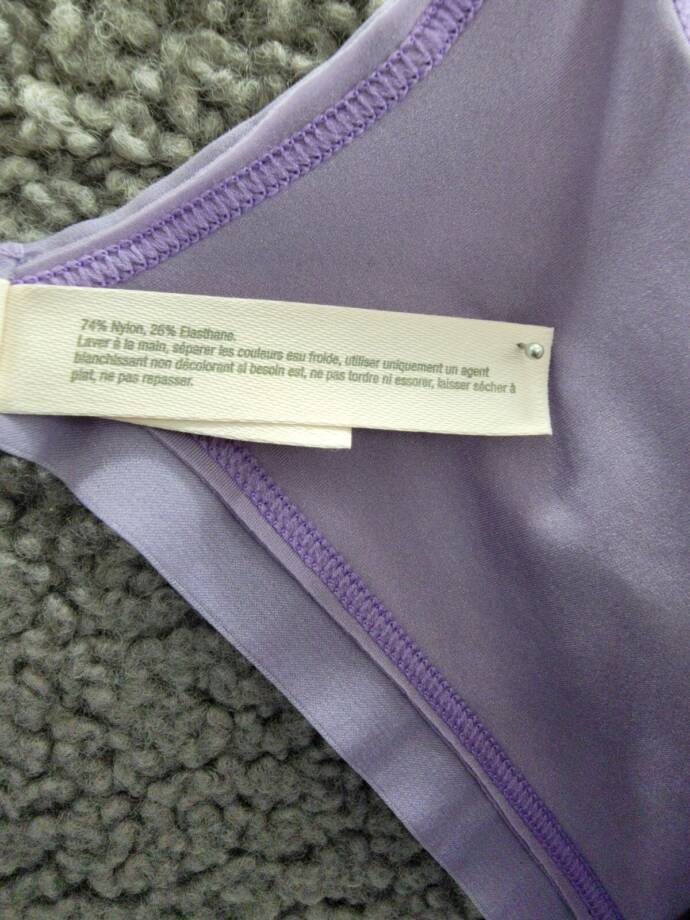 74% Nylon, 26% Elasthane.
Laver à la main, séparer les couleurs eau froide, utiliser uniquement un agent
blanchissant non décolorant si besoin est, ne pas tordre ni essorer, laisser sécher à
plat, ne pas repasser.